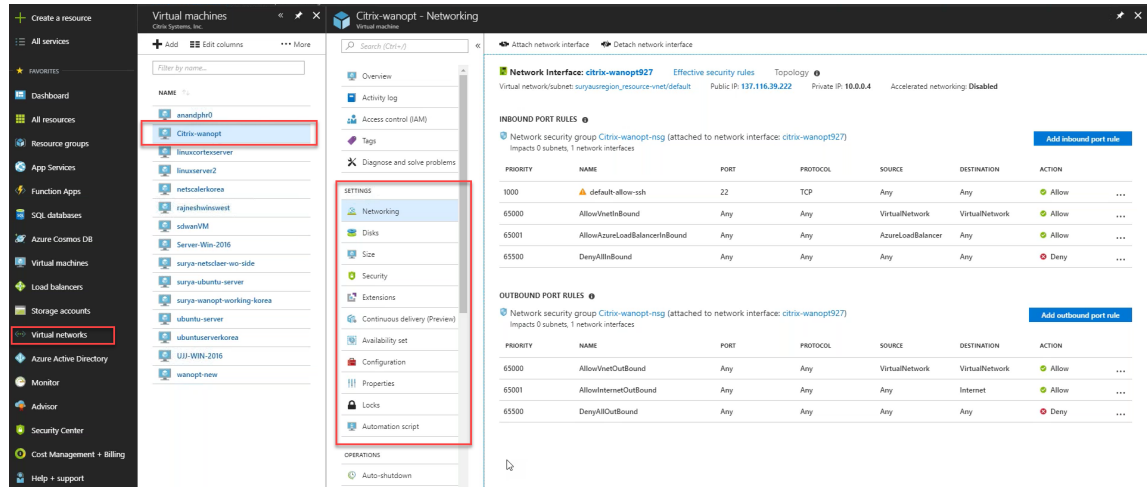 Create a resource
All services
FAVORITES
Dashboard
All resources
Resource groups
App Services
Function Apps
SQL databases
Azure Cosmos DB
Virtual machines
Load balancers
Storage accounts
Virtual networks
Azure Active Directory
Monitor
Advisor
Security Center
Cost Management + Billing
Help + support
Virtual machines
Citrix Systems, Inc.
Add Edit columns More
Filter by name...
NAME
anandphr0
Citrix-wanopt
linuxcortexserver
linuxserver2
netscalerkorea
rajneshwinswest
sdwanVM
Server-Win-2016
surya-netsclaer-wo-side
surya-ubuntu-server
surya-wanopt-working-korea
ubuntu-server
ubuntuserverkorea
UJJ-WIN-2016
wanopt-new
Citrix-wanopt - Networking
Virtual machine
Search (Ctrl+/)
Overview
Activity log
Access control (IAM)
Tags
Diagnose and solve problems
SETTINGS
Networking
Disks
Size
Security
Extensions
Continuous delivery (Preview)
Availability set
Configuration
Properties
Locks
Automation script
OPERATIONS
Auto-shutdown
Attach network interface Detach network interface
Network Interface: citrix-wanopt927 Effective security rules Topology
Virtual network/subnet: suryausregion_resource-vnet/default Public IP: 137.116.39.222 Private IP: 10.0.0.4 Accelerated networking: Disabled
INBOUND PORT RULES
Network security group Citrix-wanopt-nsg (attached to network interface: citrix-wanopt927)
Impacts 0 subnets, 1 network interfaces
Add inbound port rule
PRIORITY NAME PORT PROTOCOL SOURCE DESTINATION ACTION
1000 default-allow-ssh 22 TCP Any Any Allow ...
65000 AllowVnetInBound Any Any VirtualNetwork VirtualNetwork Allow ...
65001 AllowAzureLoadBalancerInBound Any Any AzureLoadBalancer Any Allow ...
65500 DenyAllInBound Any Any Any Any Deny ...
OUTBOUND PORT RULES
Network security group Citrix-wanopt-nsg (attached to network interface: citrix-wanopt927)
Impacts 0 subnets, 1 network interfaces
Add outbound port rule
PRIORITY NAME PORT PROTOCOL SOURCE DESTINATION ACTION
65000 AllowVnetOutBound Any Any VirtualNetwork VirtualNetwork Allow ...
65001 AllowInternetOutBound Any Any Any Internet Allow ...
65500 DenyAllOutBound Any Any Any Any Deny ...